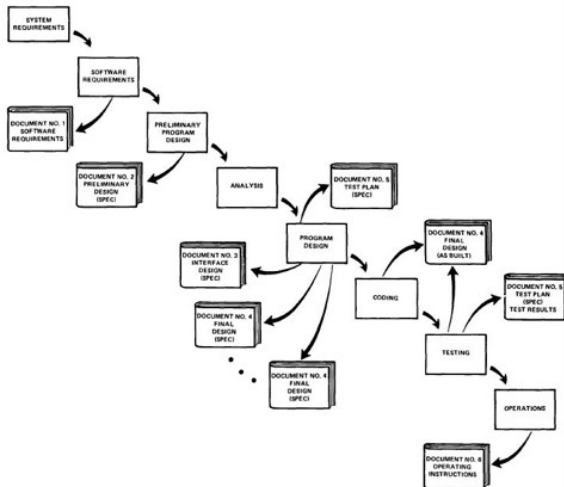 SYSTEM
REQUIREMENTS
SOFTWARE
REQUIREMENTS
DOCUMENT NO. 1
SOFTWARE
REQUIREMENTS
PRELIMINARY
PROGRAM
DESIGN
DOCUMENT NO. 2
PRELIMINARY
DESIGN
(SPEC)
ANALYSIS
DOCUMENT NO. 5
TEST PLAN
(SPEC)
PROGRAM
DESIGN
DOCUMENT NO. 3
INTERFACE
DESIGN
(SPEC)
DOCUMENT NO. 4
FINAL
DESIGN
(AS BUILT)
CODING
DOCUMENT NO. 4
FINAL
DESIGN
(SPEC)
DOCUMENT NO. 5
TEST PLAN
(SPEC)
TEST RESULTS
TESTING
DOCUMENT NO. 4
FINAL
DESIGN
(SPEC)
OPERATIONS
DOCUMENT NO. 6
OPERATING
INSTRUCTIONS